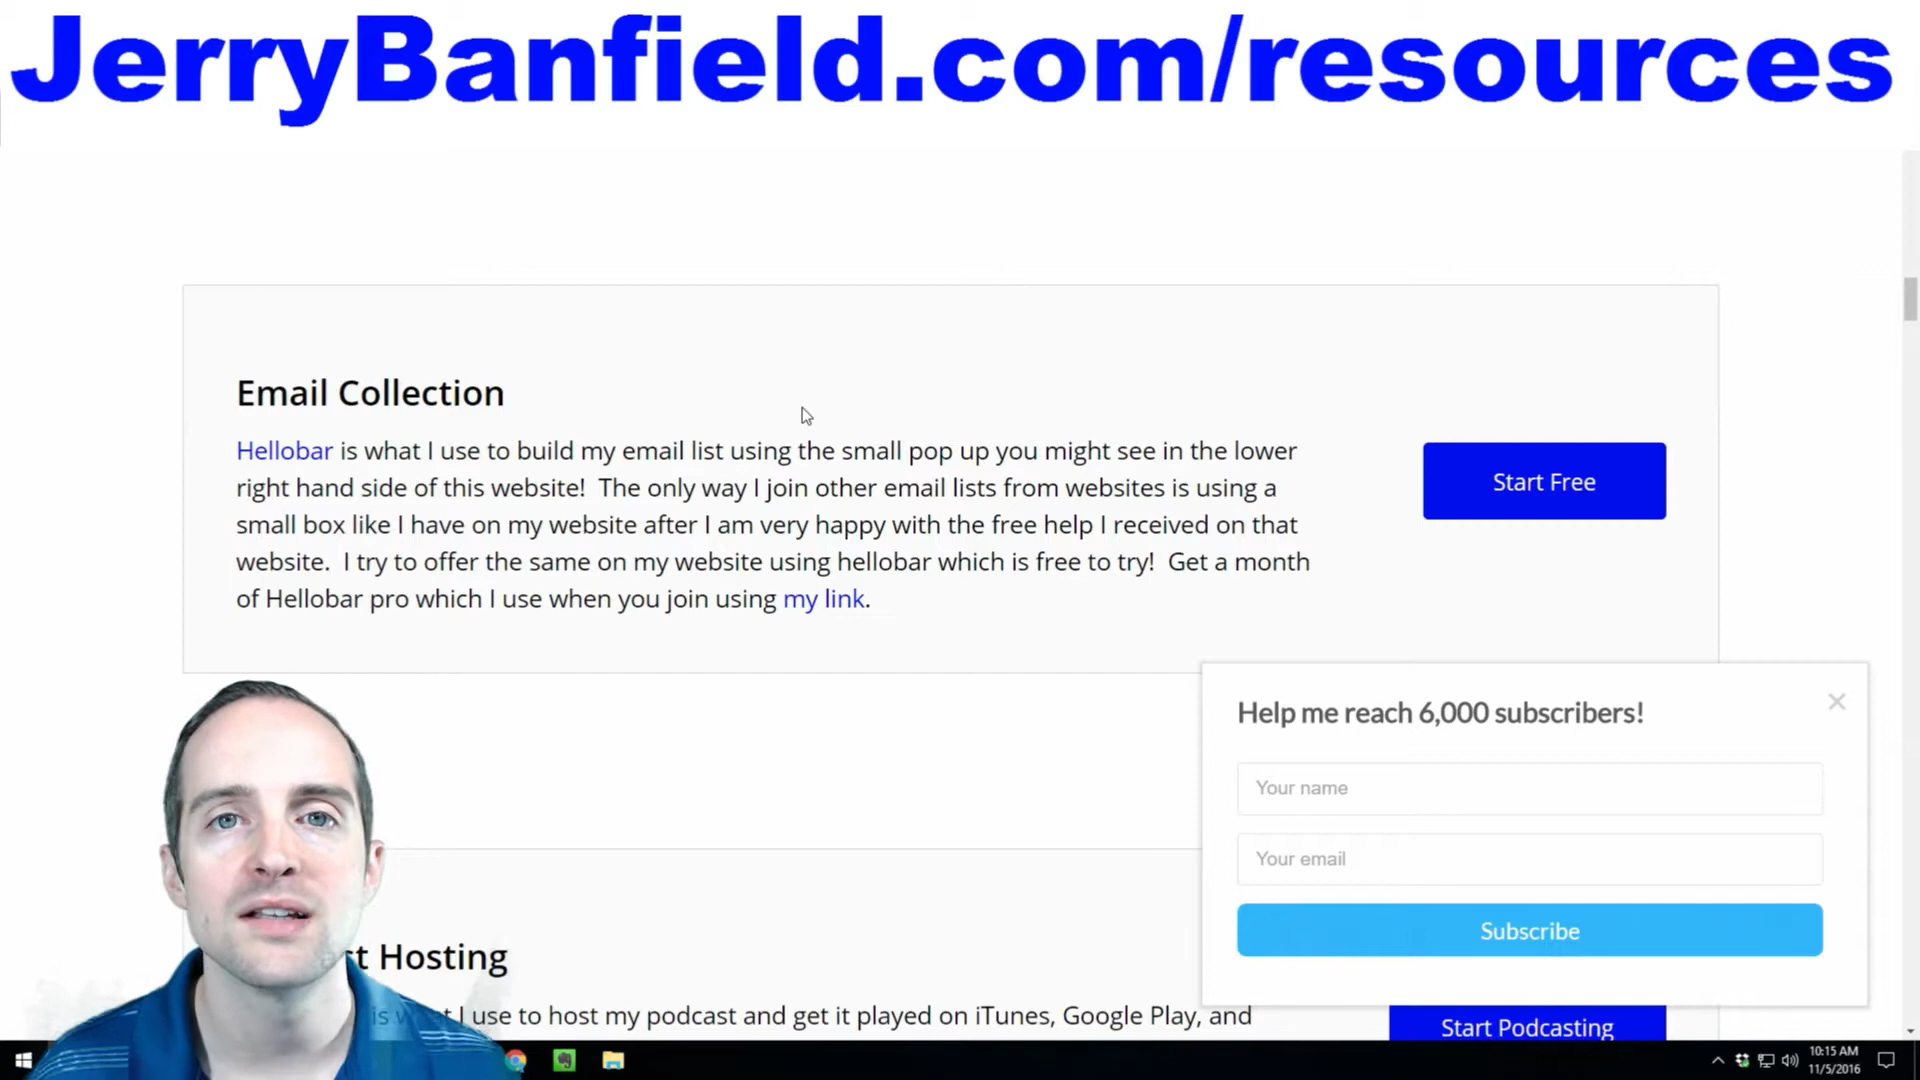 JerryBanfield.com/resources
Email Collection
Hellobar is what I use to build my email list using the small pop up you might see in the lower
right hand side of this website!  The only way I join other email lists from websites is using a
small box like I have on my website after I am very happy with the free help I received on that
website.  I try to offer the same on my website using hellobar which is free to try!  Get a month
of Hellobar pro which I use when you join using my link.
Start Free
Help me reach 6,000 subscribers!
Your name
Your email
Subscribe
Hosting
I use to host my podcast and get it played on iTunes, Google Play, and
Start Podcasting
10:15 AM
11/5/2016